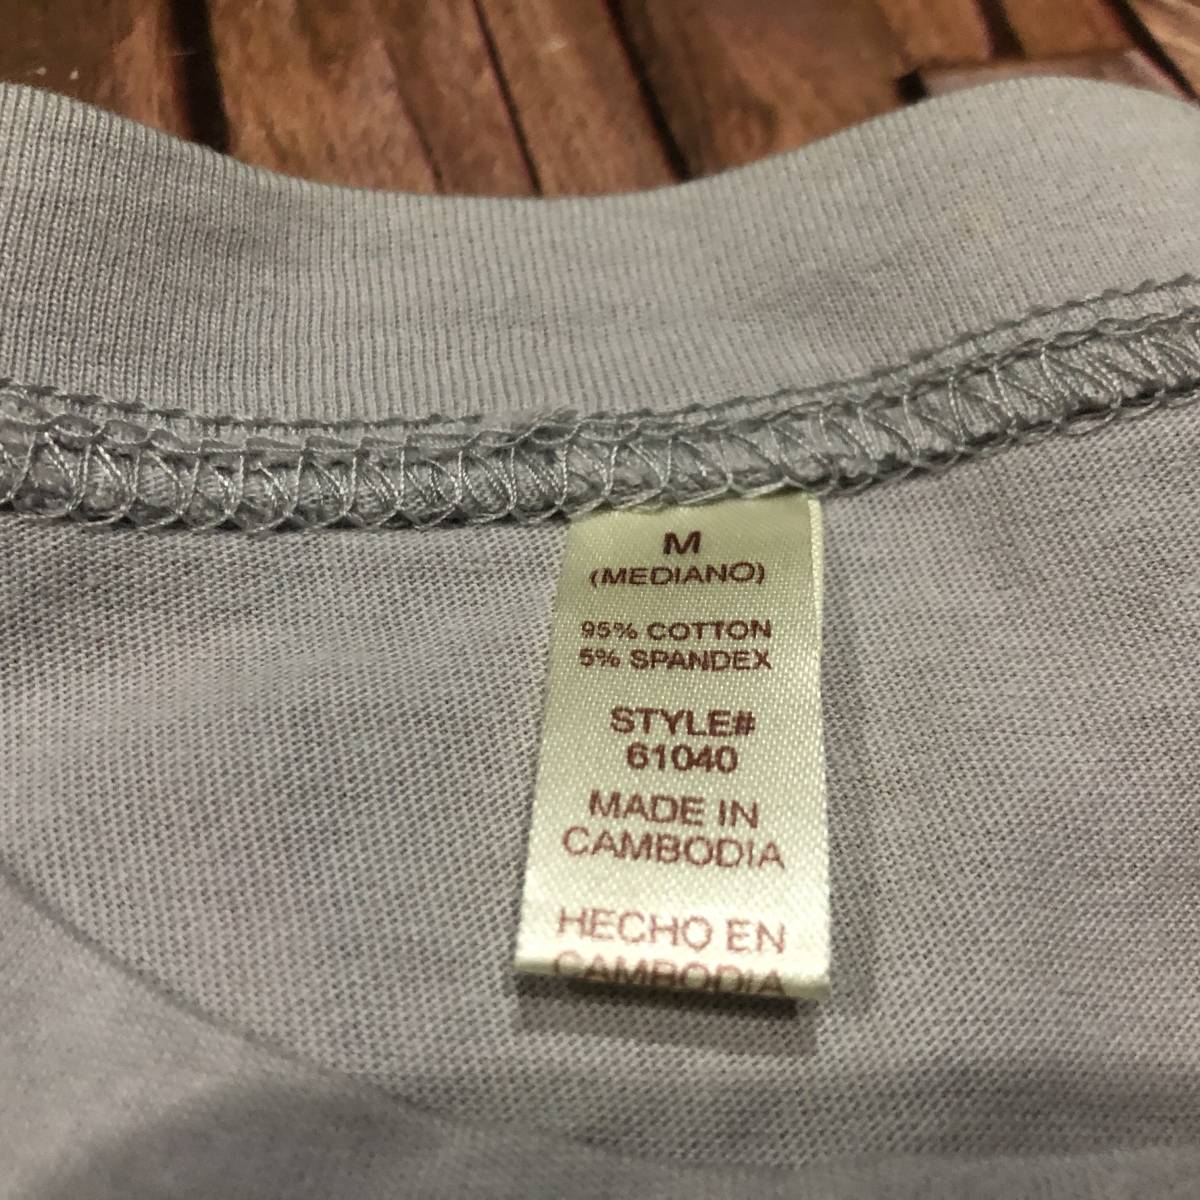 M
(MEDIANO)
95% COTTON
5% SPANDEX
STYLE#
61040
MADE IN
CAMBODIA
HECHO EN
CAMBODIA